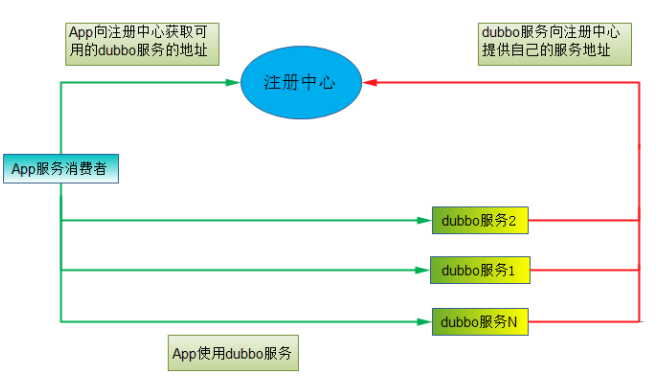 App向注册中心获取可
用的dubbo服务的地址
dubbo服务向注册中心
提供自己的服务地址
注册中心
App服务消费者
dubbo服务2
dubbo服务1
dubbo服务N
App使用dubbo服务